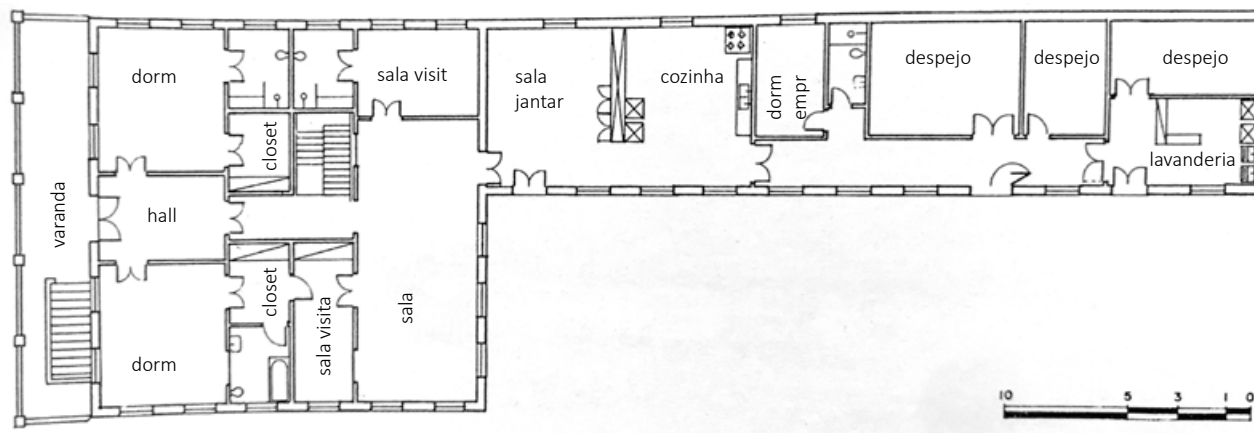 dorm
sala visit
sala
jantar
cozinha
dorm
empr
despejo
despejo
despejo
closet
lavanderia
varanda
hall
closet
sala visita
sala
dorm
10 5 3 1 0